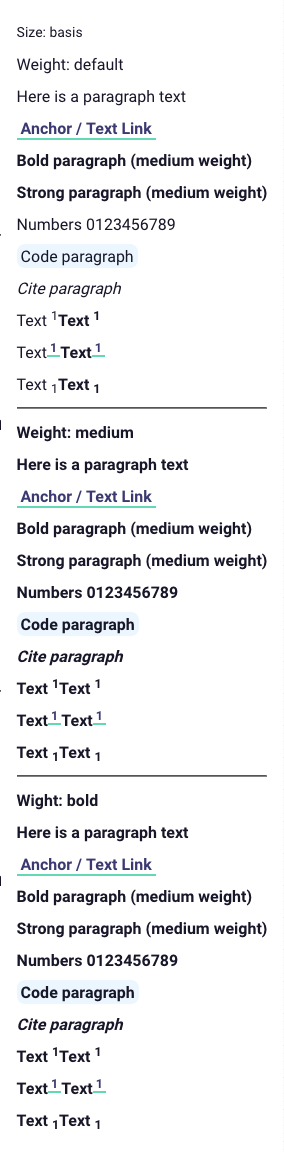 Size: basis
Weight: default
Here is a paragraph text
Anchor / Text Link
Bold paragraph (medium weight)
Strong paragraph (medium weight)
Numbers 0123456789
Code paragraph
Cite paragraph
Text ¹Text ¹
Text ¹ Text ¹
Text ₁Text ₁
Weight: medium
Here is a paragraph text
Anchor / Text Link
Bold paragraph (medium weight)
Strong paragraph (medium weight)
Numbers 0123456789
Code paragraph
Cite paragraph
Text ¹Text ¹
Text ¹ Text ¹
Text ₁Text ₁
Wight: bold
Here is a paragraph text
Anchor / Text Link
Bold paragraph (medium weight)
Strong paragraph (medium weight)
Numbers 0123456789
Code paragraph
Cite paragraph
Text ¹Text ¹
Text ¹ Text ¹
Text ₁Text ₁